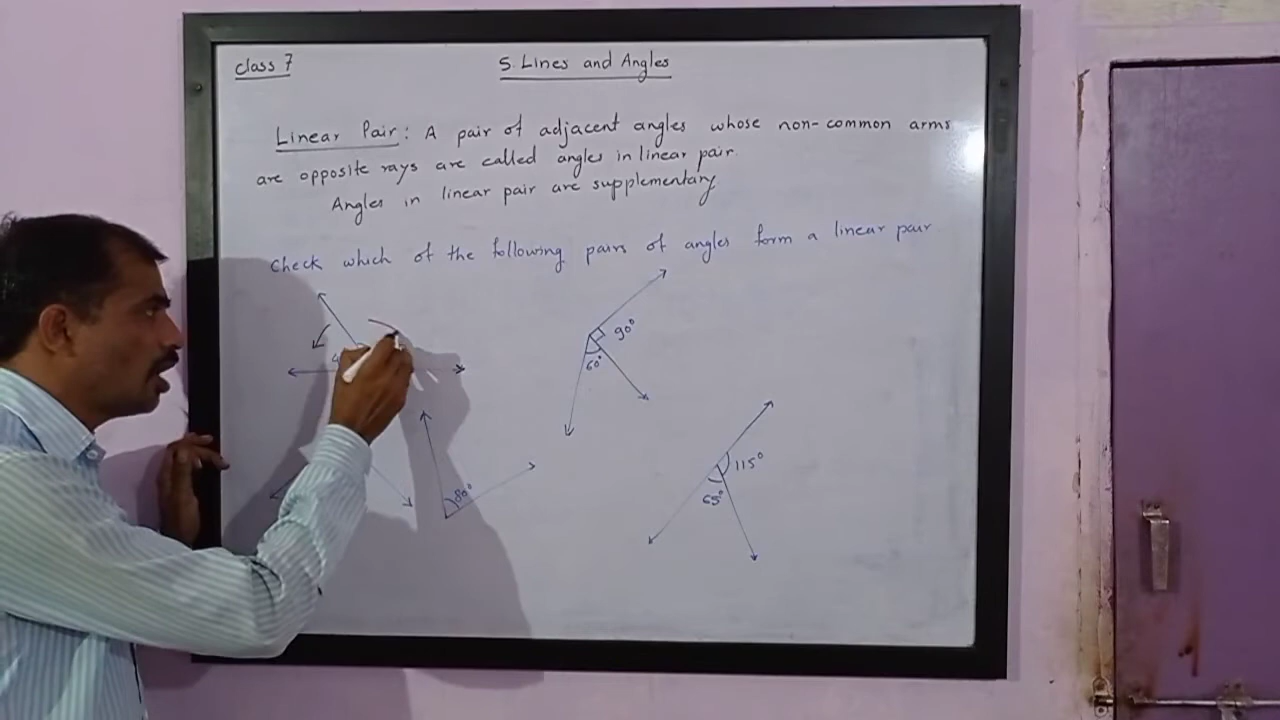 class 7
5. Lines and Angles
Linear Pair: A pair of adjacent angles whose non-common arms
are opposite rays are called angles in linear pair.
Angles in linear pair are supplementary
Check which of the following pairs of angles form a linear pair
90°
60°
80°
115°
65°